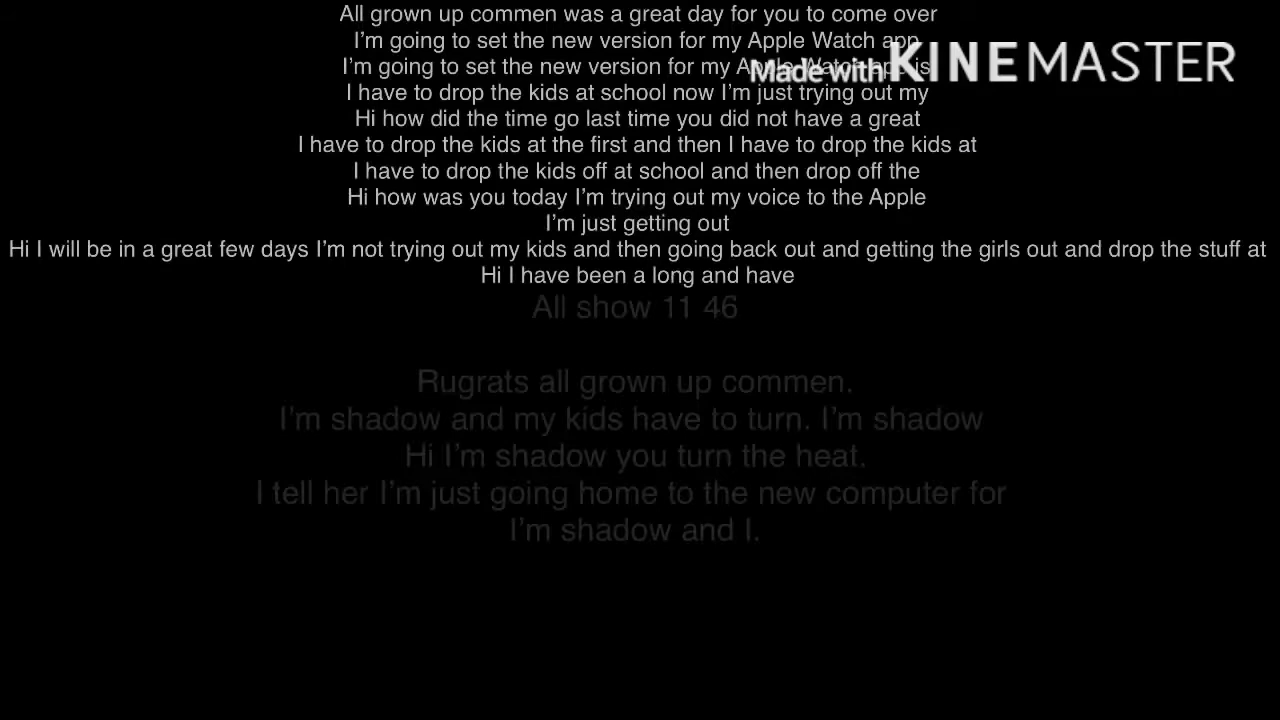 All grown up commen was a great day for you to come over
I'm going to set the new version for my Apple Watch app
I'm going to set the new version for my Apple Watch app is
Made with KINEMASTER
I have to drop the kids at school now I'm just trying out my
Hi how did the time go last time you did not have a great
I have to drop the kids at the first and then I have to drop the kids at
I have to drop the kids off at school and then drop off the
Hi how was you today I'm trying out my voice to the Apple
I'm just getting out
Hi I will be in a great few days I'm not trying out my kids and then going back out and getting the girls out and drop the stuff at
Hi I have been a long and have
All show 11 46
Rugrats all grown up commen.
I'm shadow and my kids have to turn. I'm shadow
Hi I'm shadow you turn the heat.
I tell her I'm just going home to the new computer for
I'm shadow and I.